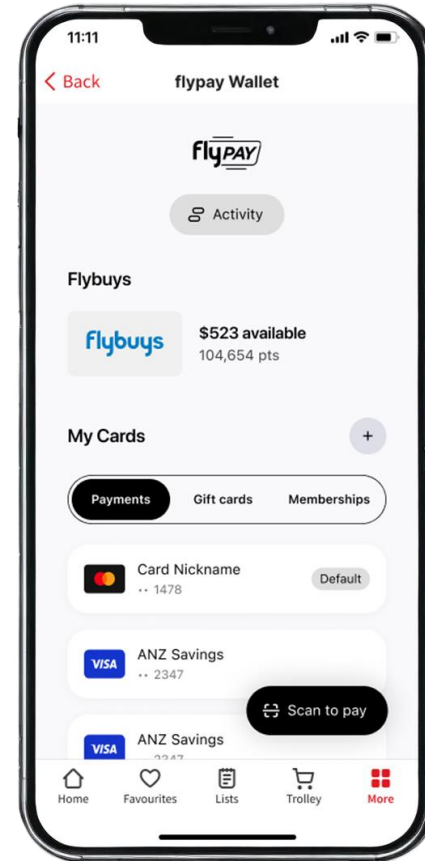 11:11
Back
flypay Wallet
flyPAY
Activity
Flybuys
flybuys
$523 available
104,654 pts
My Cards
+
Payments
Gift cards
Memberships
Card Nickname
•• 1478
Default
VISA
ANZ Savings
•• 2347
Scan to pay
VISA
ANZ Savings
•• 2347
Home
Favourites
Lists
Trolley
More